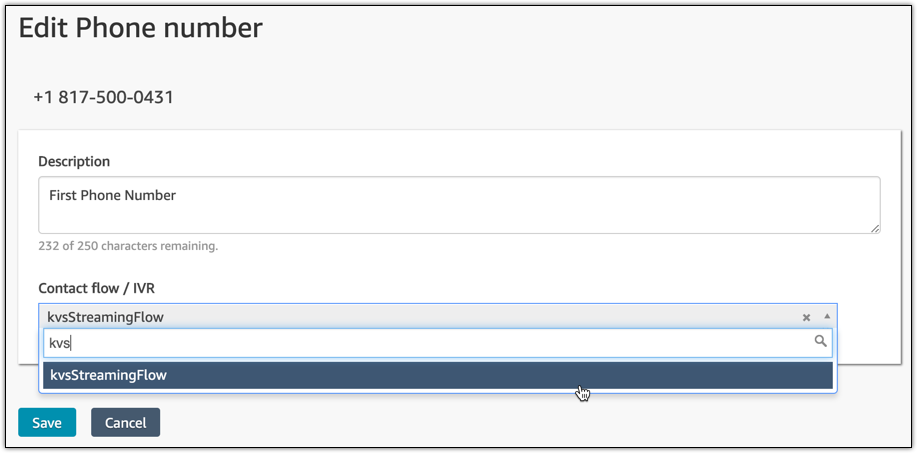 Edit Phone number
+1 817-500-0431
Description
First Phone Number
232 of 250 characters remaining.
Contact flow / IVR
kvsStreamingFlow
kvs
kvsStreamingFlow
Save Cancel